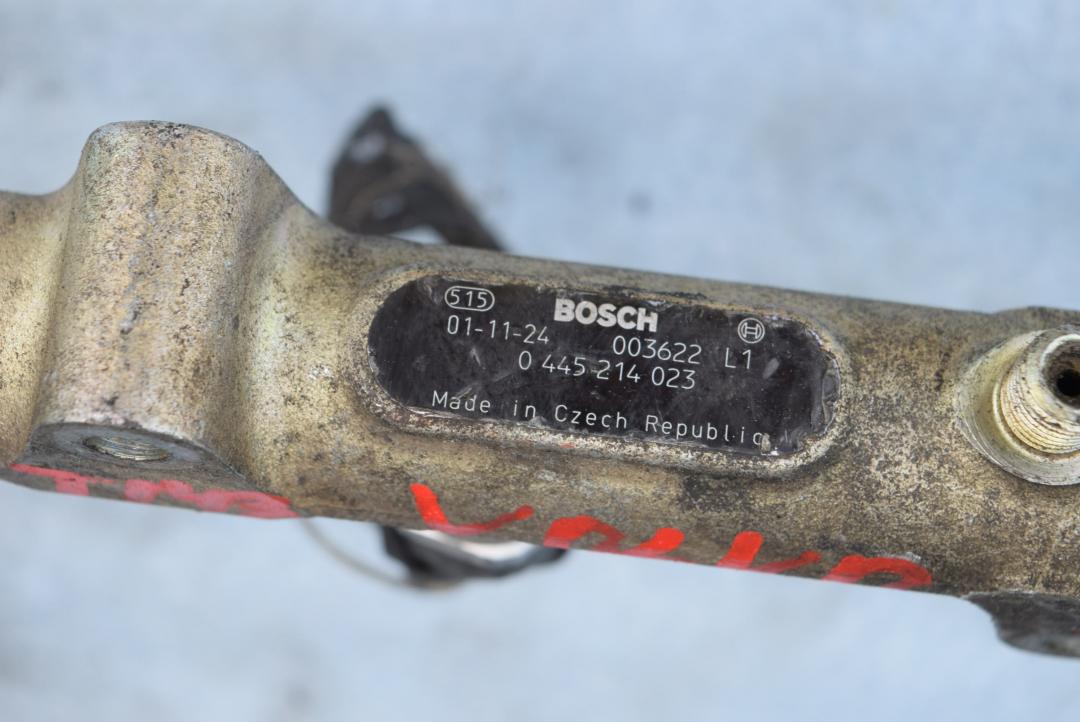 515 BOSCH
01-11-24 003622 L1
0 445 214 023
Made in Czech Republic